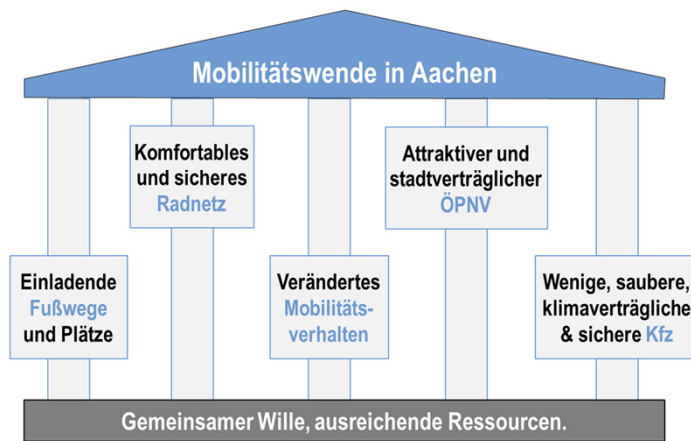 Mobilitätswende in Aachen
Komfortables
und sicheres
Radnetz
Attraktiver und
stadtverträglicher
ÖPNV
Einladende
Fußwege
und Plätze
Verändertes
Mobilitäts-
verhalten
Wenige, saubere,
klimaverträgliche
& sichere Kfz
Gemeinsamer Wille, ausreichende Ressourcen.